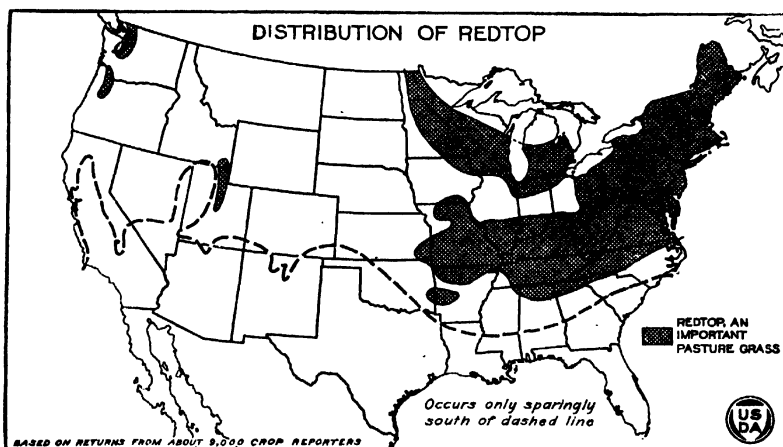 DISTRIBUTION OF REDTOP
REDTOP, AN
IMPORTANT
PASTURE GRASS
Occurs only sparingly
south of dashed line
BASED ON RETURNS FROM ABOUT 9,000 CROP REPORTERS
US
DA